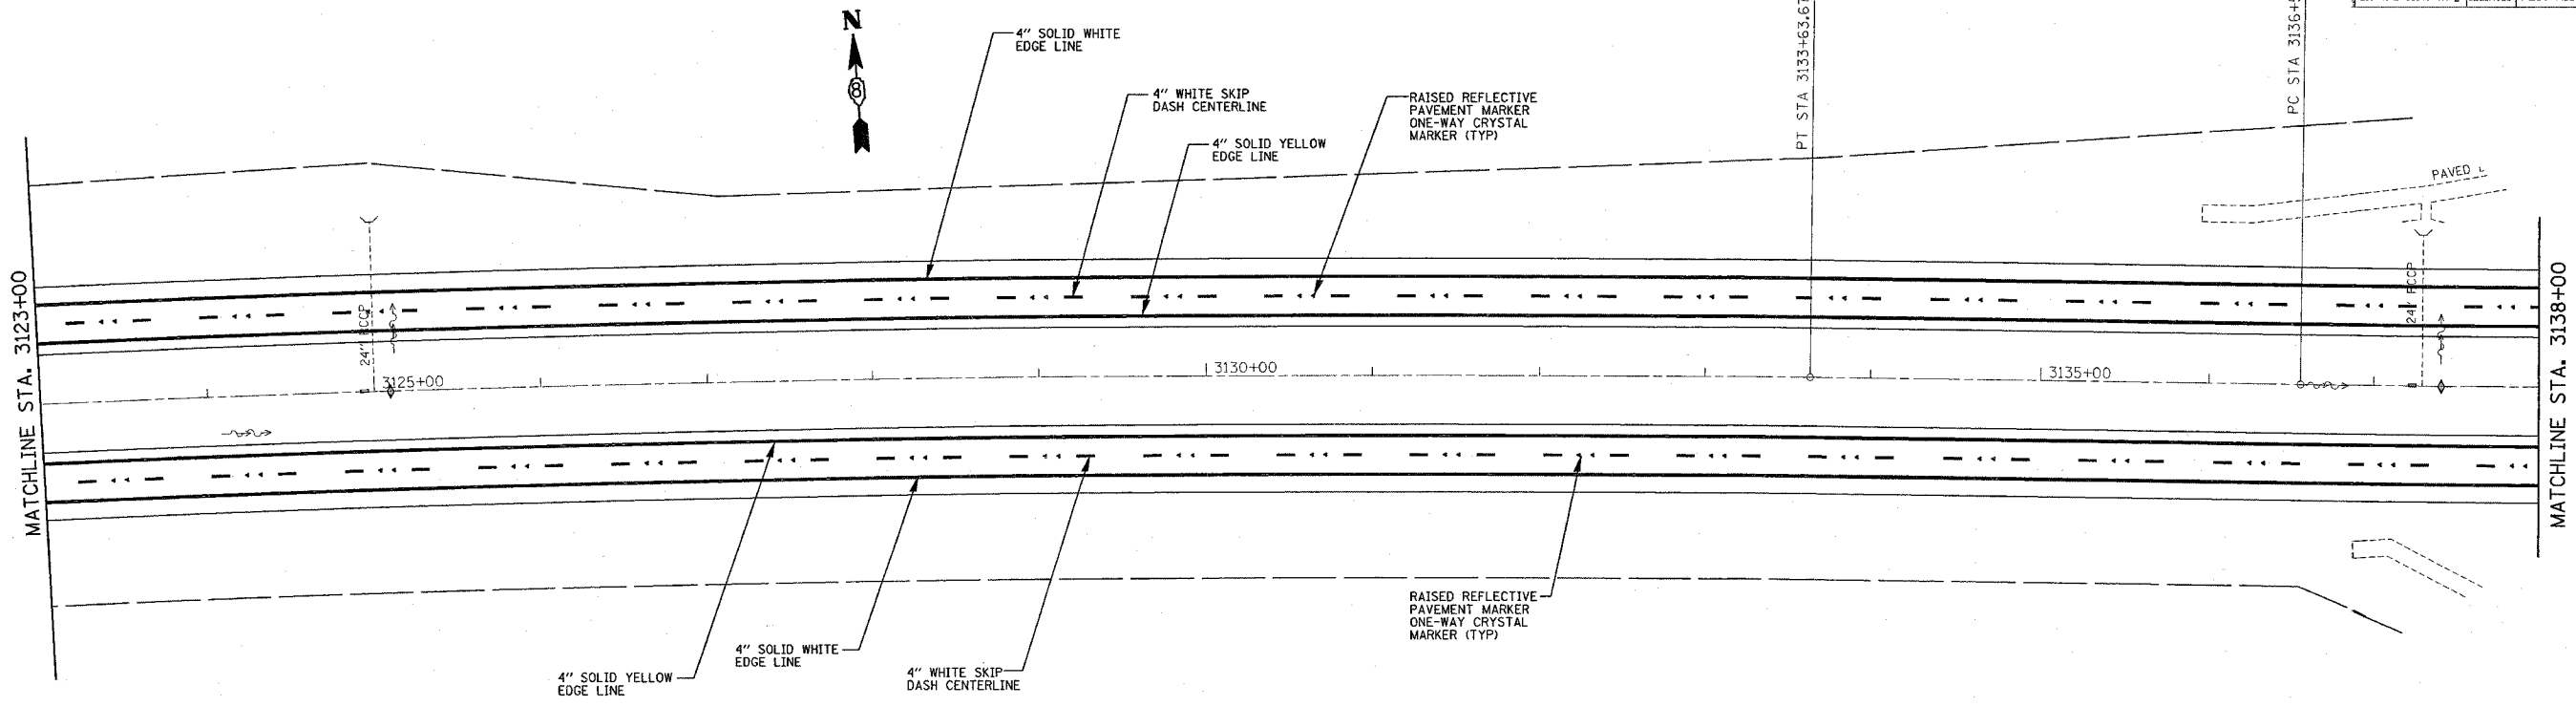 N
8
4" SOLID WHITE
EDGE LINE
4" WHITE SKIP
DASH CENTERLINE
4" SOLID YELLOW
EDGE LINE
RAISED REFLECTIVE
PAVEMENT MARKER
ONE-WAY CRYSTAL
MARKER (TYP)
PT STA 3133+63.67
PC STA 3136+5
PAVED
MATCHLINE STA. 3123+00
24" RCCP
3125+00
3130+00
3135+00
24" RCCP
MATCHLINE STA. 3138+00
4" SOLID YELLOW
EDGE LINE
4" SOLID WHITE
EDGE LINE
4" WHITE SKIP
DASH CENTERLINE
RAISED REFLECTIVE
PAVEMENT MARKER
ONE-WAY CRYSTAL
MARKER (TYP)